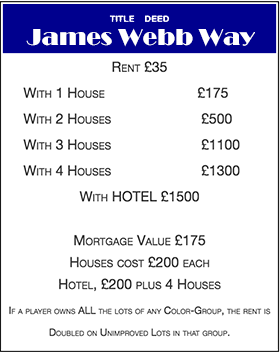 TITLE DEED
James Webb Way
RENT £35
WITH 1 HOUSE £175
WITH 2 HOUSES £500
WITH 3 HOUSES £1100
WITH 4 HOUSES £1300
WITH HOTEL £1500
MORTGAGE VALUE £175
HOUSES COST £200 EACH
HOTEL, £200 PLUS 4 HOUSES
IF A PLAYER OWNS ALL THE LOTS OF ANY COLOR-GROUP, THE RENT IS
DOUBLED ON UNIMPROVED LOTS IN THAT GROUP.